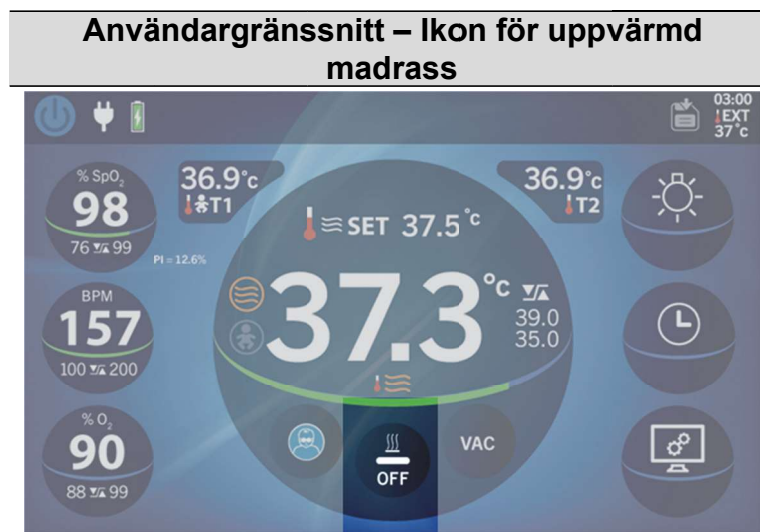 Användargränssnitt – Ikon för uppvärmd
madrass
03:00
EXT
37°c
% SpO₂
98
76 99
PI = 12.6%
36.9°c
T1
36.9°c
T2
SET 37.5°c
37.3°c
39.0
35.0
BPM
157
100 200
% O₂
90
88 99
OFF
VAC